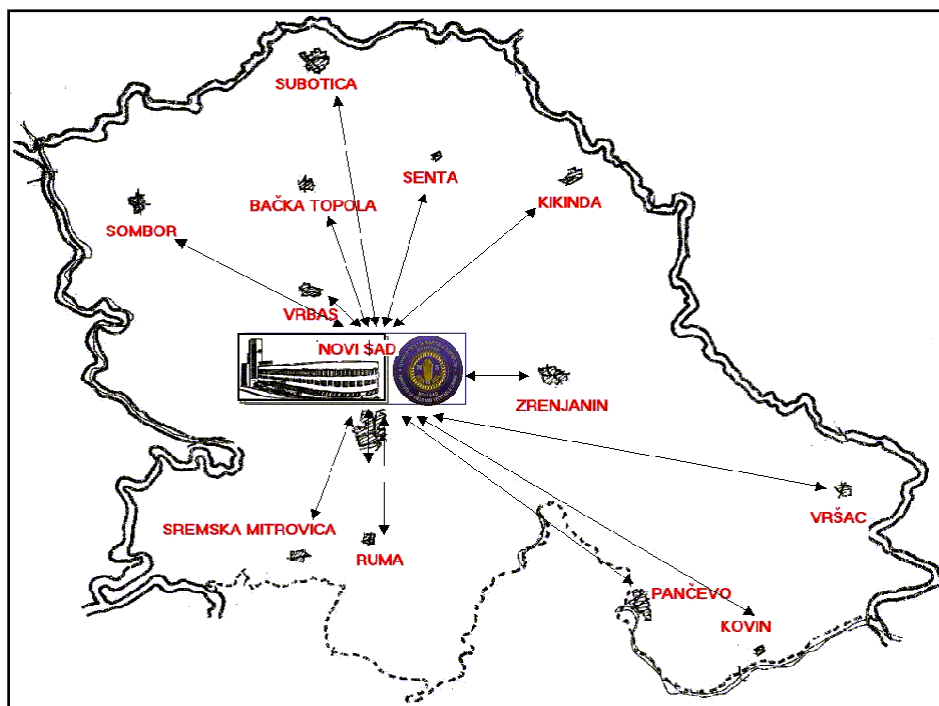 SUBOTICA
SENTA
BAČKA TOPOLA
KIKINDA
SOMBOR
VRBAS
NOVI SAD
ZRENJANIN
VRŠAC
SREMSKA MITROVICA
RUMA
PANČEVO
KOVIN